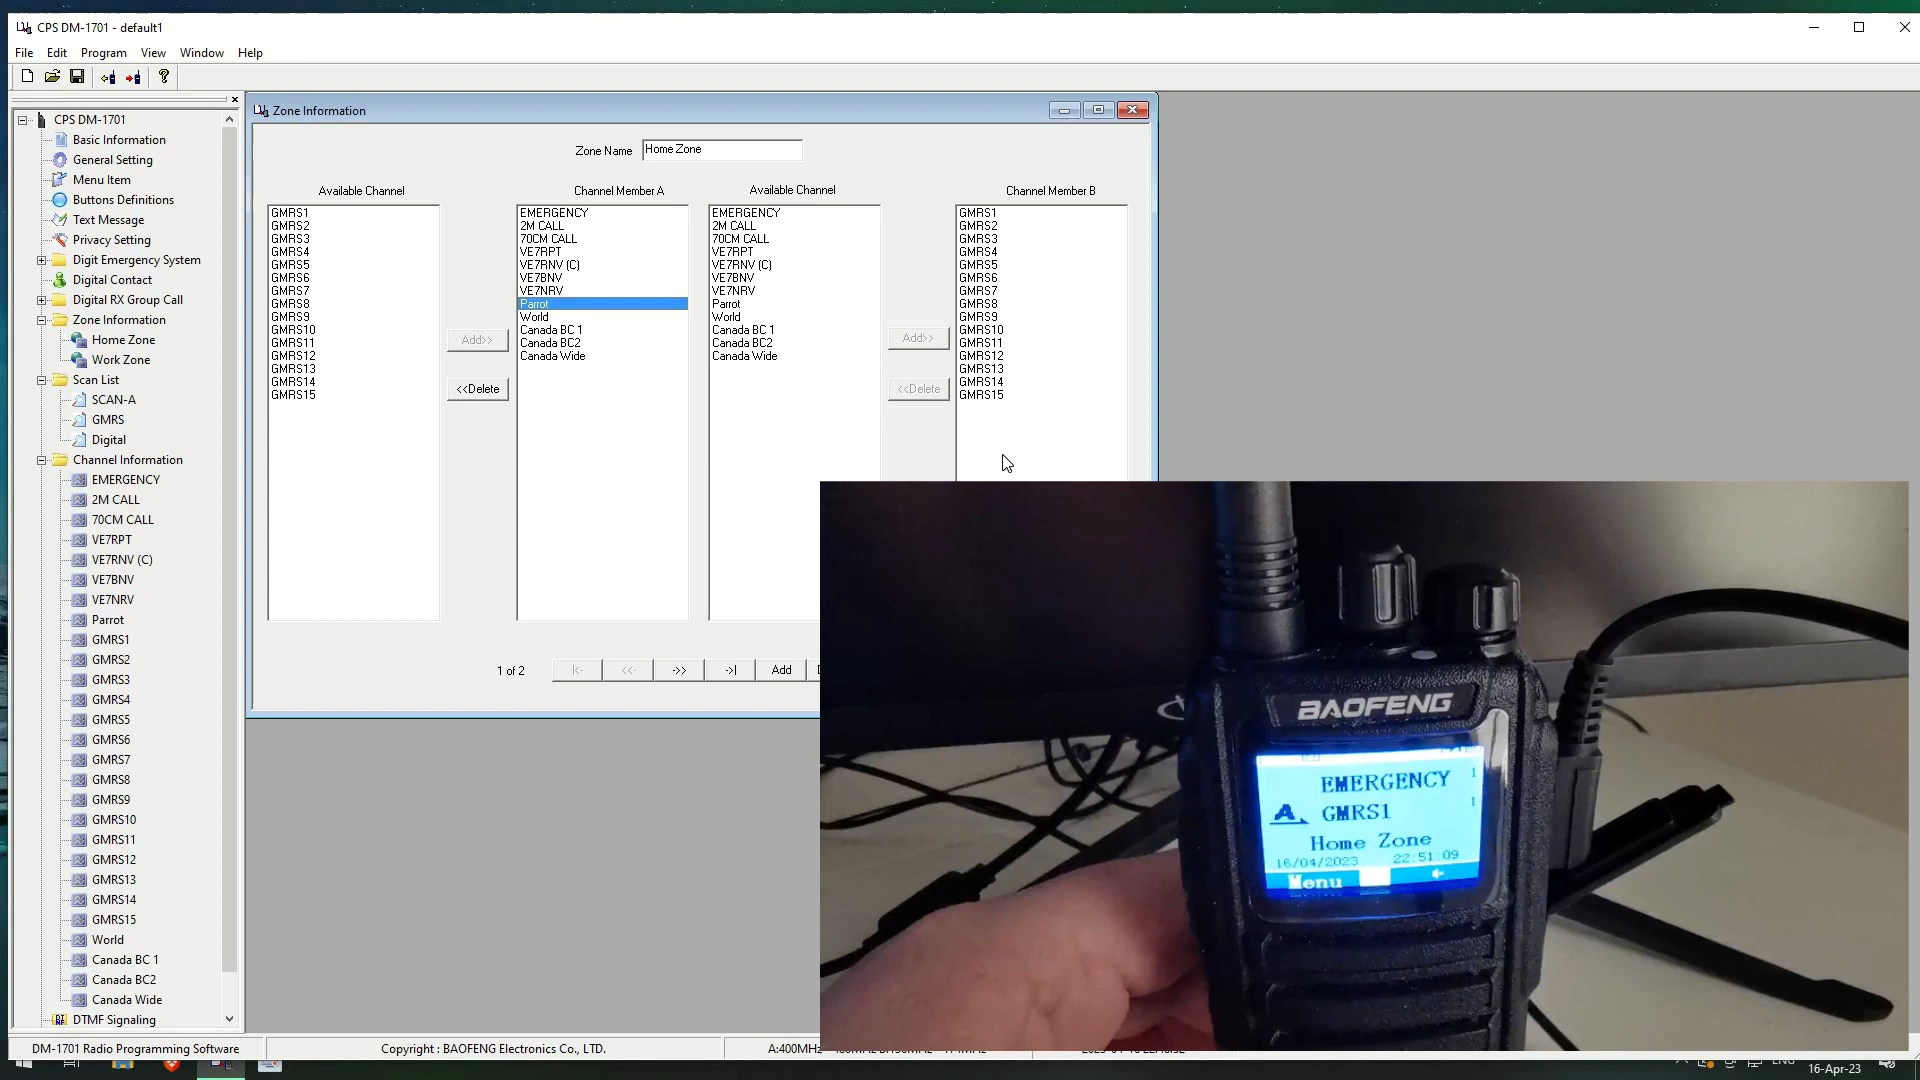 CPS DM-1701 - default1
File Edit Program View Window Help
CPS DM-1701
Basic Information
General Setting
Menu Item
Buttons Definitions
Text Message
Privacy Setting
Digit Emergency System
Digital Contact
Digital RX Group Call
Zone Information
Home Zone
Work Zone
Scan List
SCAN-A
GMRS
Digital
Channel Information
EMERGENCY
2M CALL
70CM CALL
VE7RPT
VE7RNV (C)
VE7BNV
VE7NRV
Parrot
GMRS1
GMRS2
GMRS3
GMRS4
GMRS5
GMRS6
GMRS7
GMRS8
GMRS9
GMRS10
GMRS11
GMRS12
GMRS13
GMRS14
GMRS15
World
Canada BC 1
Canada BC2
Canada Wide
DTMF Signaling
Zone Information
Zone Name Home Zone
Available Channel
GMRS1
GMRS2
GMRS3
GMRS4
GMRS5
GMRS6
GMRS7
GMRS8
GMRS9
GMRS10
GMRS11
GMRS12
GMRS13
GMRS14
GMRS15
Add>>
<<Delete
Channel Member A
EMERGENCY
2M CALL
70CM CALL
VE7RPT
VE7RNV (C)
VE7BNV
VE7NRV
Parrot
World
Canada BC 1
Canada BC2
Canada Wide
Available Channel
EMERGENCY
2M CALL
70CM CALL
VE7RPT
VE7RNV (C)
VE7BNV
VE7NRV
Parrot
World
Canada BC 1
Canada BC2
Canada Wide
Add>>
<<Delete
Channel Member B
GMRS1
GMRS2
GMRS3
GMRS4
GMRS5
GMRS6
GMRS7
GMRS8
GMRS9
GMRS10
GMRS11
GMRS12
GMRS13
GMRS14
GMRS15
1 of 2 |<- <<- ->> ->| Add
BAOFENG
EMERGENCY 1
A GMRS1 1
Home Zone
16/04/2023 22:51:09
Menu
DM-1701 Radio Programming Software Copyright : BAOFENG Electronics Co., LTD. A:400MHz
16-Apr-23